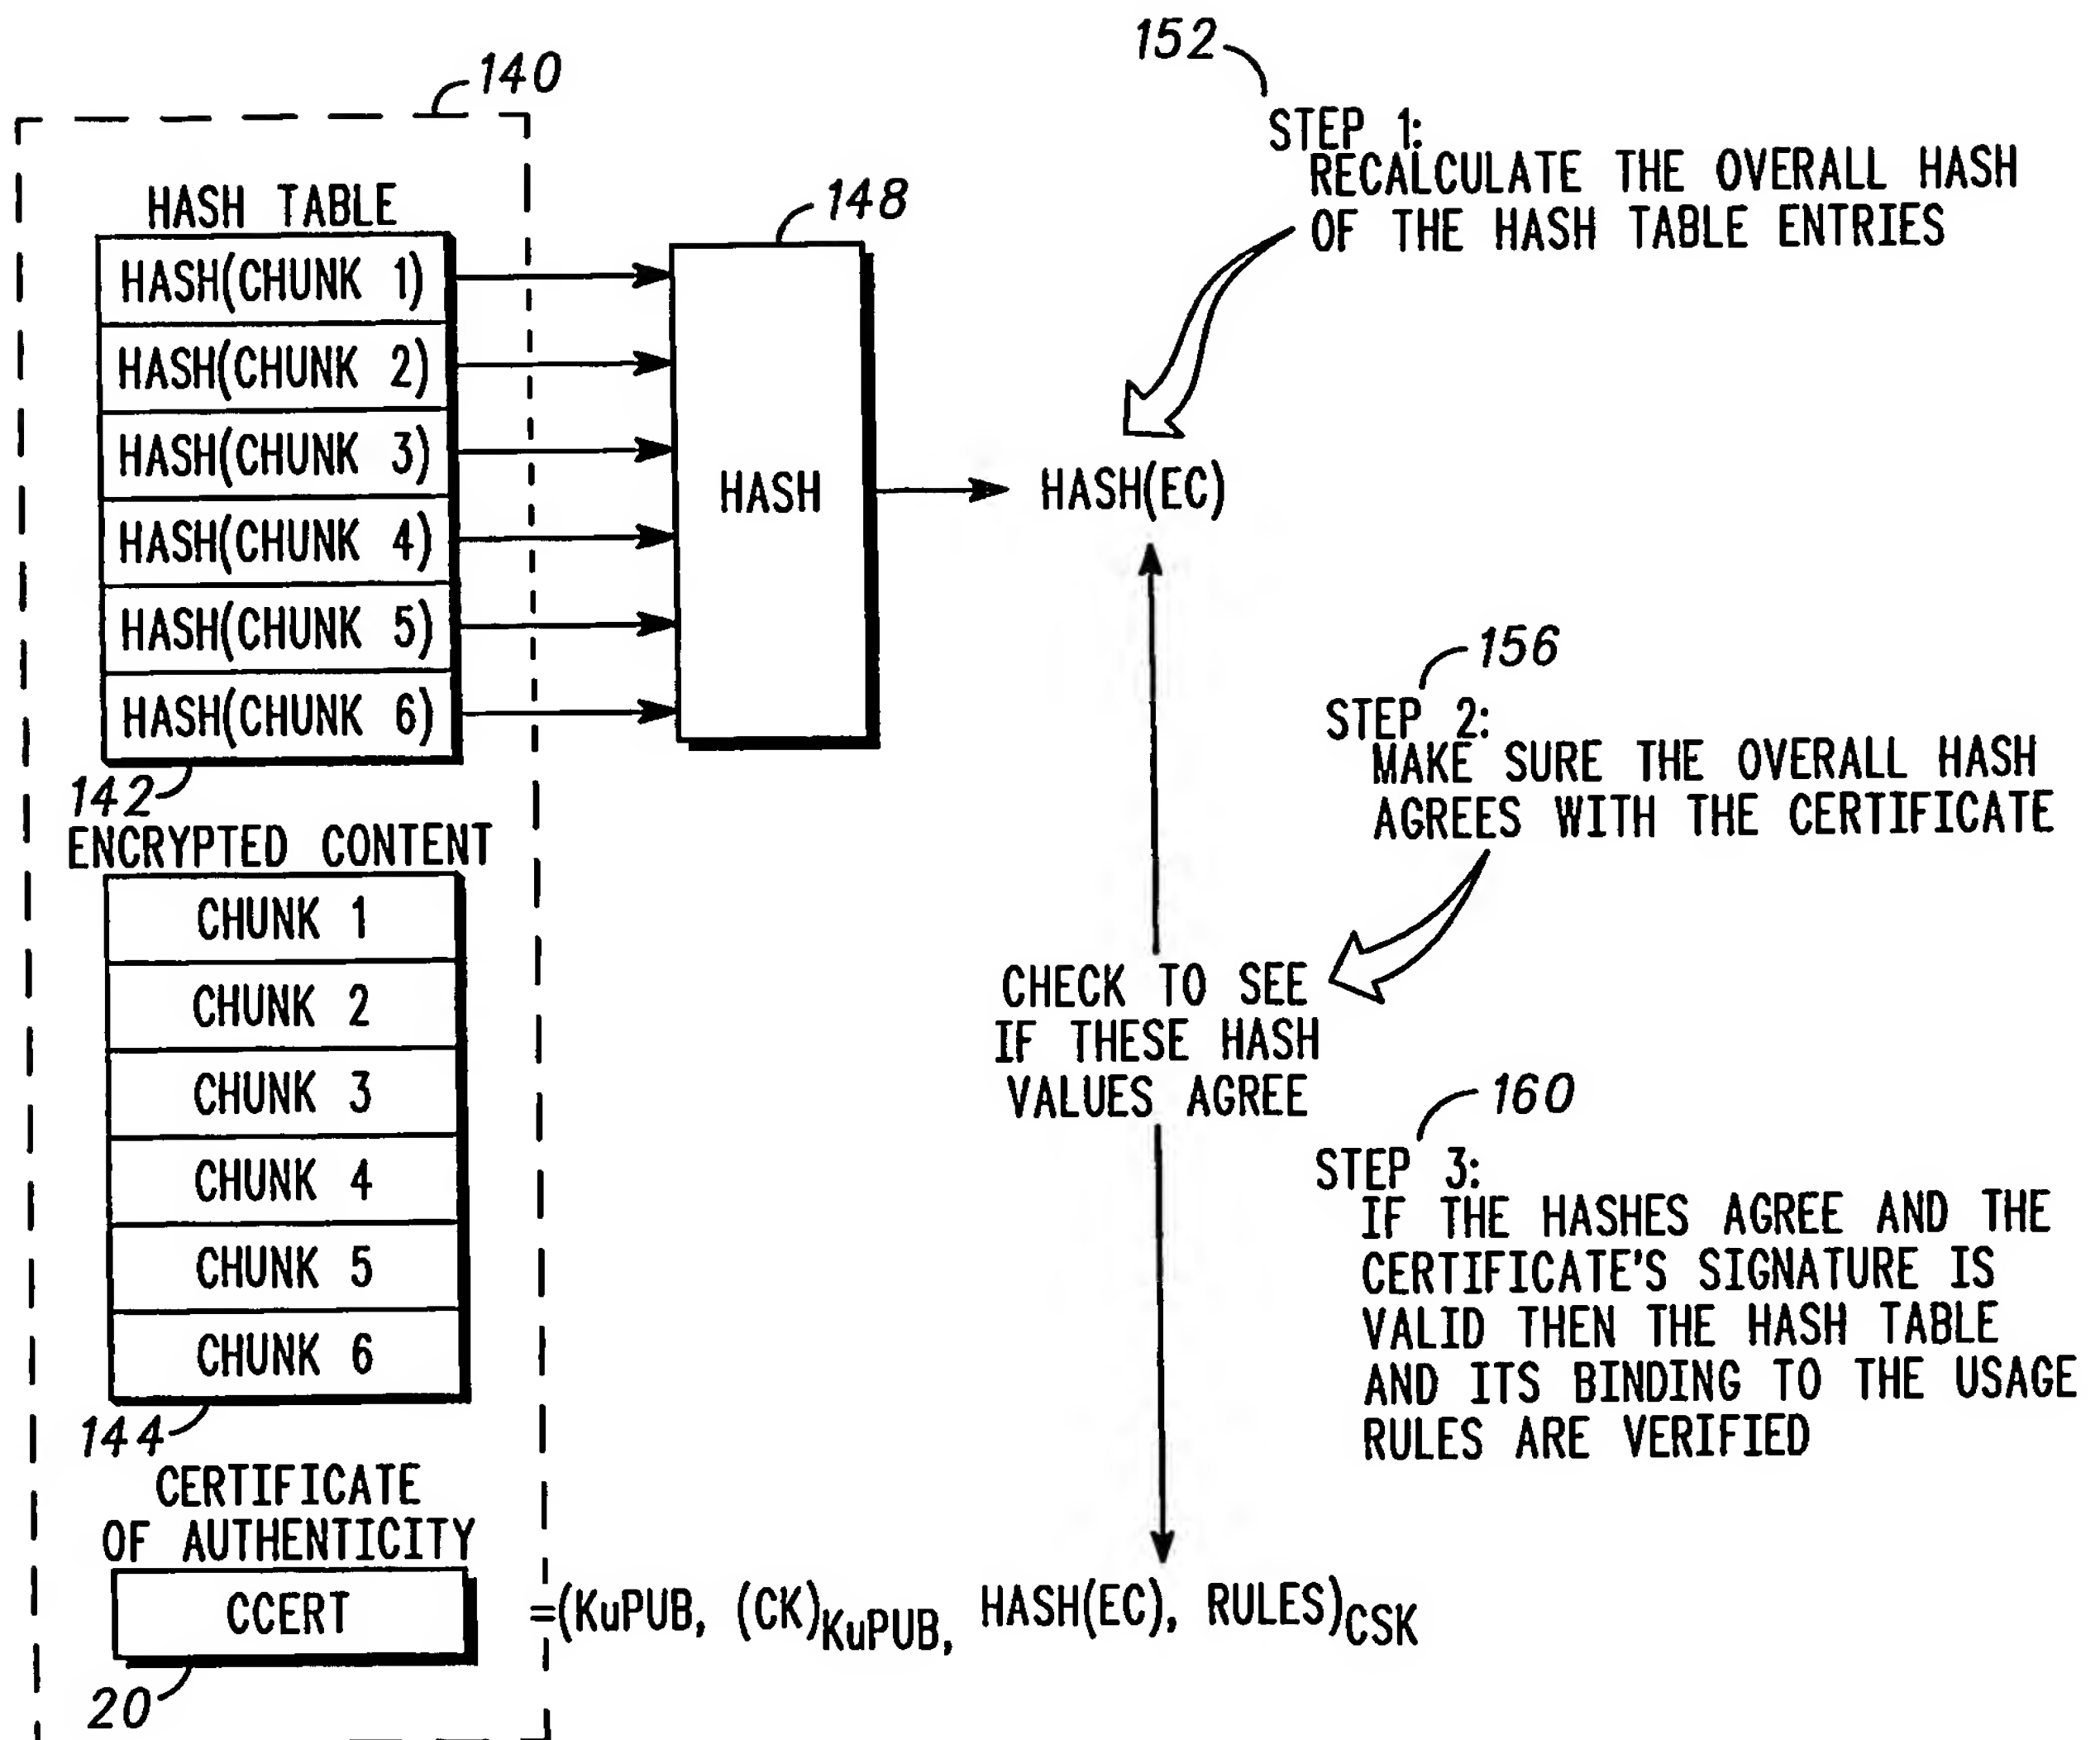 140
HASH TABLE
HASH(CHUNK 1)
HASH(CHUNK 2)
HASH(CHUNK 3)
HASH(CHUNK 4)
HASH(CHUNK 5)
HASH(CHUNK 6)
142
ENCRYPTED CONTENT
CHUNK 1
CHUNK 2
CHUNK 3
CHUNK 4
CHUNK 5
CHUNK 6
144
CERTIFICATE
OF AUTHENTICITY
CCERT
20
=(KuPUB, (CK)KuPUB, HASH(EC), RULES)CSK
148
HASH
HASH(EC)
152
STEP 1:
RECALCULATE THE OVERALL HASH
OF THE HASH TABLE ENTRIES
156
STEP 2:
MAKE SURE THE OVERALL HASH
AGREES WITH THE CERTIFICATE
CHECK TO SEE
IF THESE HASH
VALUES AGREE
160
STEP 3:
IF THE HASHES AGREE AND THE
CERTIFICATE'S SIGNATURE IS
VALID THEN THE HASH TABLE
AND ITS BINDING TO THE USAGE
RULES ARE VERIFIED